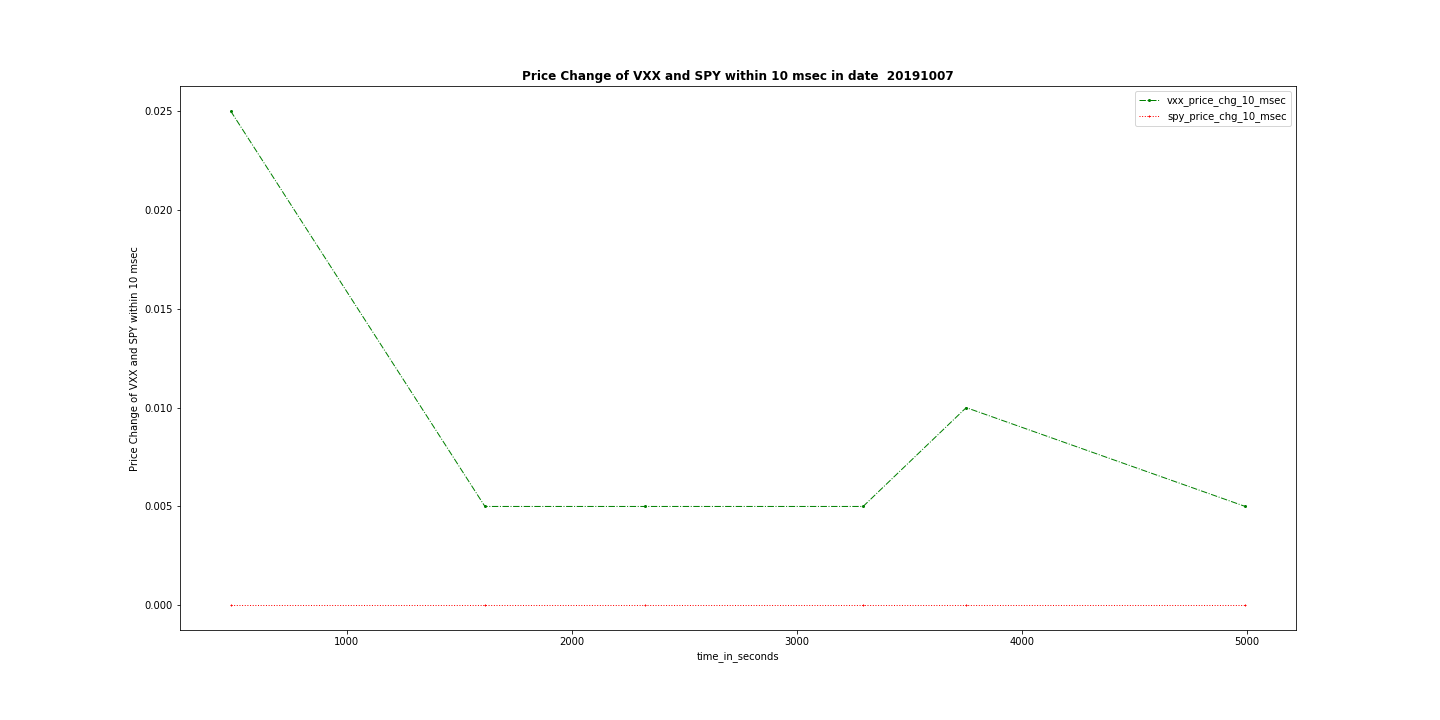 Price Change of VXX and SPY within 10 msec in date  20191007
vxx_price_chg_10_msec
spy_price_chg_10_msec
Price Change of VXX and SPY within 10 msec
0.025
0.020
0.015
0.010
0.005
0.000
1000 2000 3000 4000 5000
time_in_seconds